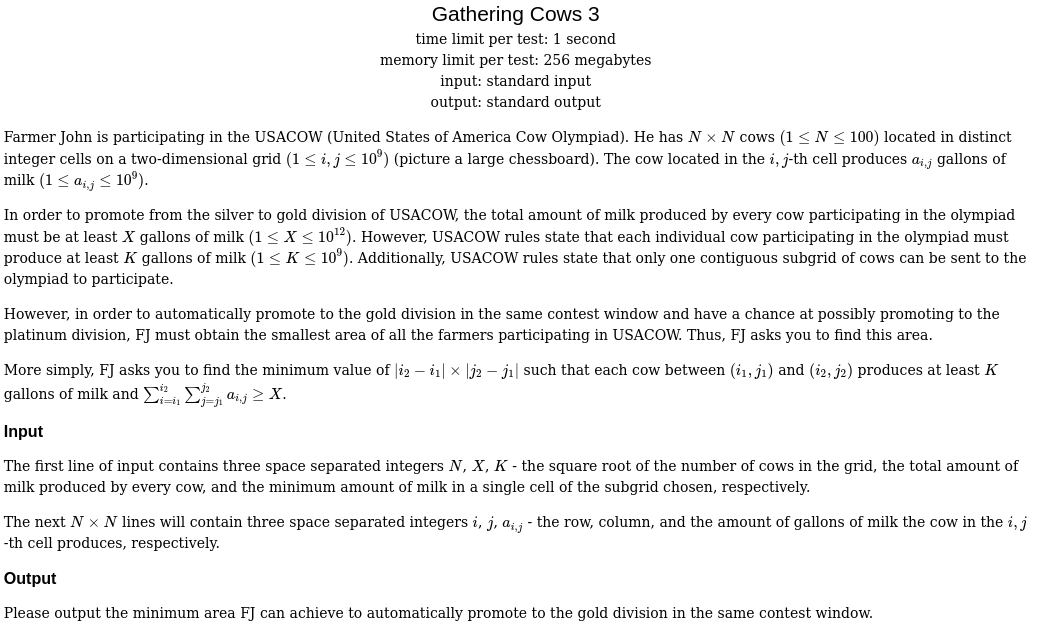 Gathering Cows 3
time limit per test: 1 second
memory limit per test: 256 megabytes
input: standard input
output: standard output
Farmer John is participating in the USACOW (United States of America Cow Olympiad). He has $N \times N$ cows $(1 \leq N \leq 100)$ located in distinct
integer cells on a two-dimensional grid $(1 \leq i, j \leq 10^9)$ (picture a large chessboard). The cow located in the $i, j$-th cell produces $a_{i,j}$ gallons of
milk $(1 \leq a_{i,j} \leq 10^9)$.
In order to promote from the silver to gold division of USACOW, the total amount of milk produced by every cow participating in the olympiad
must be at least $X$ gallons of milk $(1 \leq X \leq 10^{12})$. However, USACOW rules state that each individual cow participating in the olympiad must
produce at least $K$ gallons of milk $(1 \leq K \leq 10^9)$. Additionally, USACOW rules state that only one contiguous subgrid of cows can be sent to the
olympiad to participate.
However, in order to automatically promote to the gold division in the same contest window and have a chance at possibly promoting to the
platinum division, FJ must obtain the smallest area of all the farmers participating in USACOW. Thus, FJ asks you to find this area.
More simply, FJ asks you to find the minimum value of $|i_2 - i_1| \times |j_2 - j_1|$ such that each cow between $(i_1, j_1)$ and $(i_2, j_2)$ produces at least $K$
gallons of milk and $\sum_{i=i_1}^{i_2} \sum_{j=j_1}^{j_2} a_{i,j} \geq X$.
Input
The first line of input contains three space separated integers $N$, $X$, $K$ - the square root of the number of cows in the grid, the total amount of
milk produced by every cow, and the minimum amount of milk in a single cell of the subgrid chosen, respectively.
The next $N \times N$ lines will contain three space separated integers $i$, $j$, $a_{i,j}$ - the row, column, and the amount of gallons of milk the cow in the $i, j$
-th cell produces, respectively.
Output
Please output the minimum area FJ can achieve to automatically promote to the gold division in the same contest window.